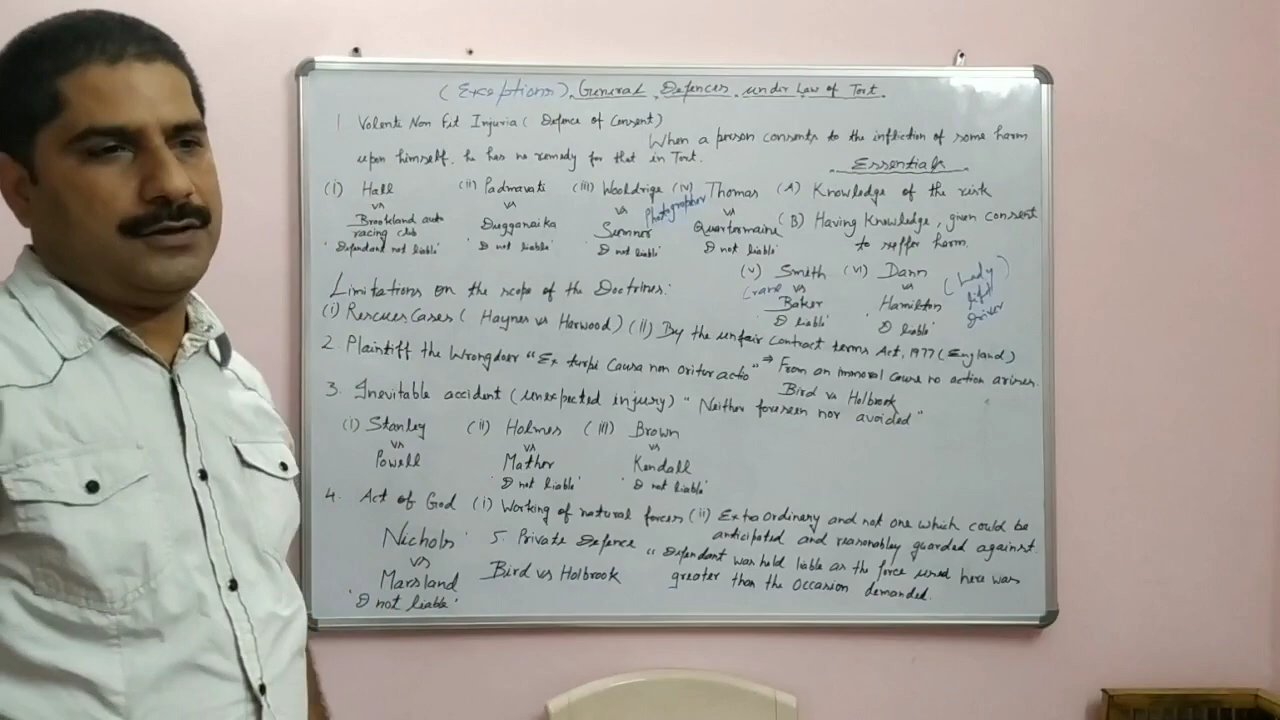 (Exceptions) General Defences under Law of Tort.
1 Volenti Non Fit Injuria (Defence of Consent)
When a person consents to the infliction of some harm
upon himself, he has no remedy for that in Tort.
Essentials
(i) Hall (ii) Padmavati (iii) Wooldrige (iv) Thomas (A) Knowledge of the risk
vs vs vs Photographer vs
Brookland auto racing club Dugganaika Sumner Quartermaine (B) Having Knowledge, given consent
to suffer harm.
'Defendant not liable' 'D not liable' 'D not liable' 'D not liable'
(v) Smith (vi) Dann (Lady lift driver)
Crane vs vs
Baker Hamilton
'D liable' 'D liable'
Limitations on the scope of the Doctrines:
(i) Rescues Cases (Haynes vs Harwood) (ii) By the unfair contract terms Act, 1977 (England)
2. Plaintiff the Wrongdoer "Ex turpi Causa non oritur actio" ⇒ From an immoral cause no action arises.
Bird vs Holbrook
3. Inevitable accident (unexpected injury) "Neither foreseen nor avoided"
(i) Stanley (ii) Holmes (iii) Brown
vs vs vs
Powell Mather Kendall
'D not liable' 'D not liable'
4. Act of God (i) Working of natural forces (ii) Extra ordinary and not one which could be
anticipated and reasonably guarded against.
Nichols
vs
Marsland
'D not liable'
5. Private Defence
Bird vs Holbrook
"Defendant was held liable as the force used here was
greater than the occasion demanded.